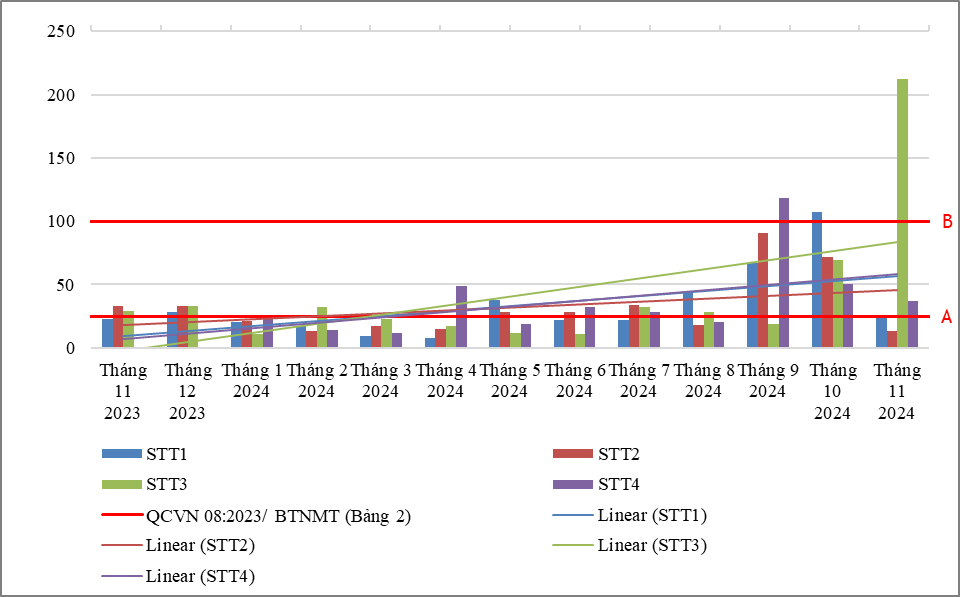 250
200
150
100
50
0
B
A
Tháng 11 2023
Tháng 12 2023
Tháng 1 2024
Tháng 2 2024
Tháng 3 2024
Tháng 4 2024
Tháng 5 2024
Tháng 6 2024
Tháng 7 2024
Tháng 8 2024
Tháng 9 2024
Tháng 10 2024
Tháng 11 2024
STT1
STT2
STT3
STT4
QCVN 08:2023/ BTNMT (Bảng 2)
Linear (STT1)
Linear (STT2)
Linear (STT3)
Linear (STT4)